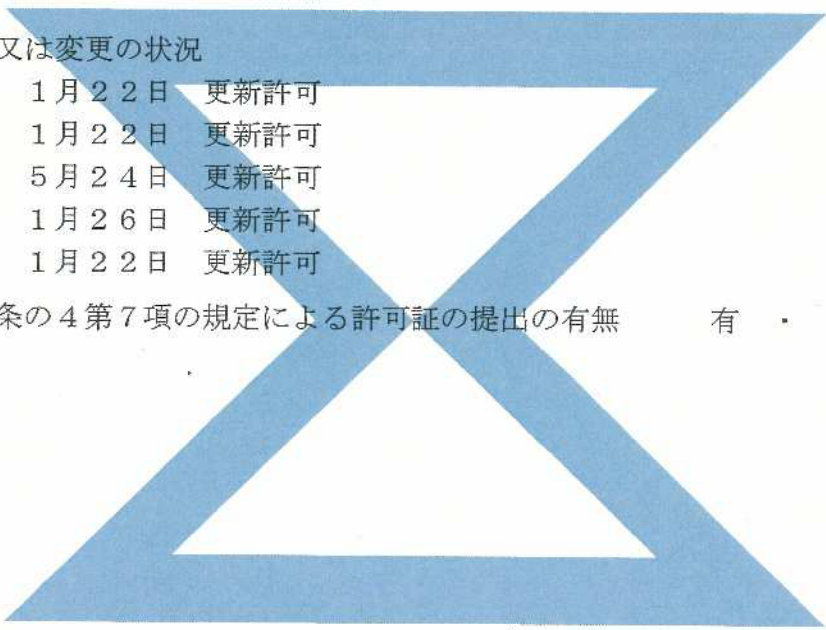 又は変更の状況
1月22日 更新許可
1月22日 更新許可
5月24日 更新許可
1月26日 更新許可
1月22日 更新許可
条の4第7項の規定による許可証の提出の有無 有 ・